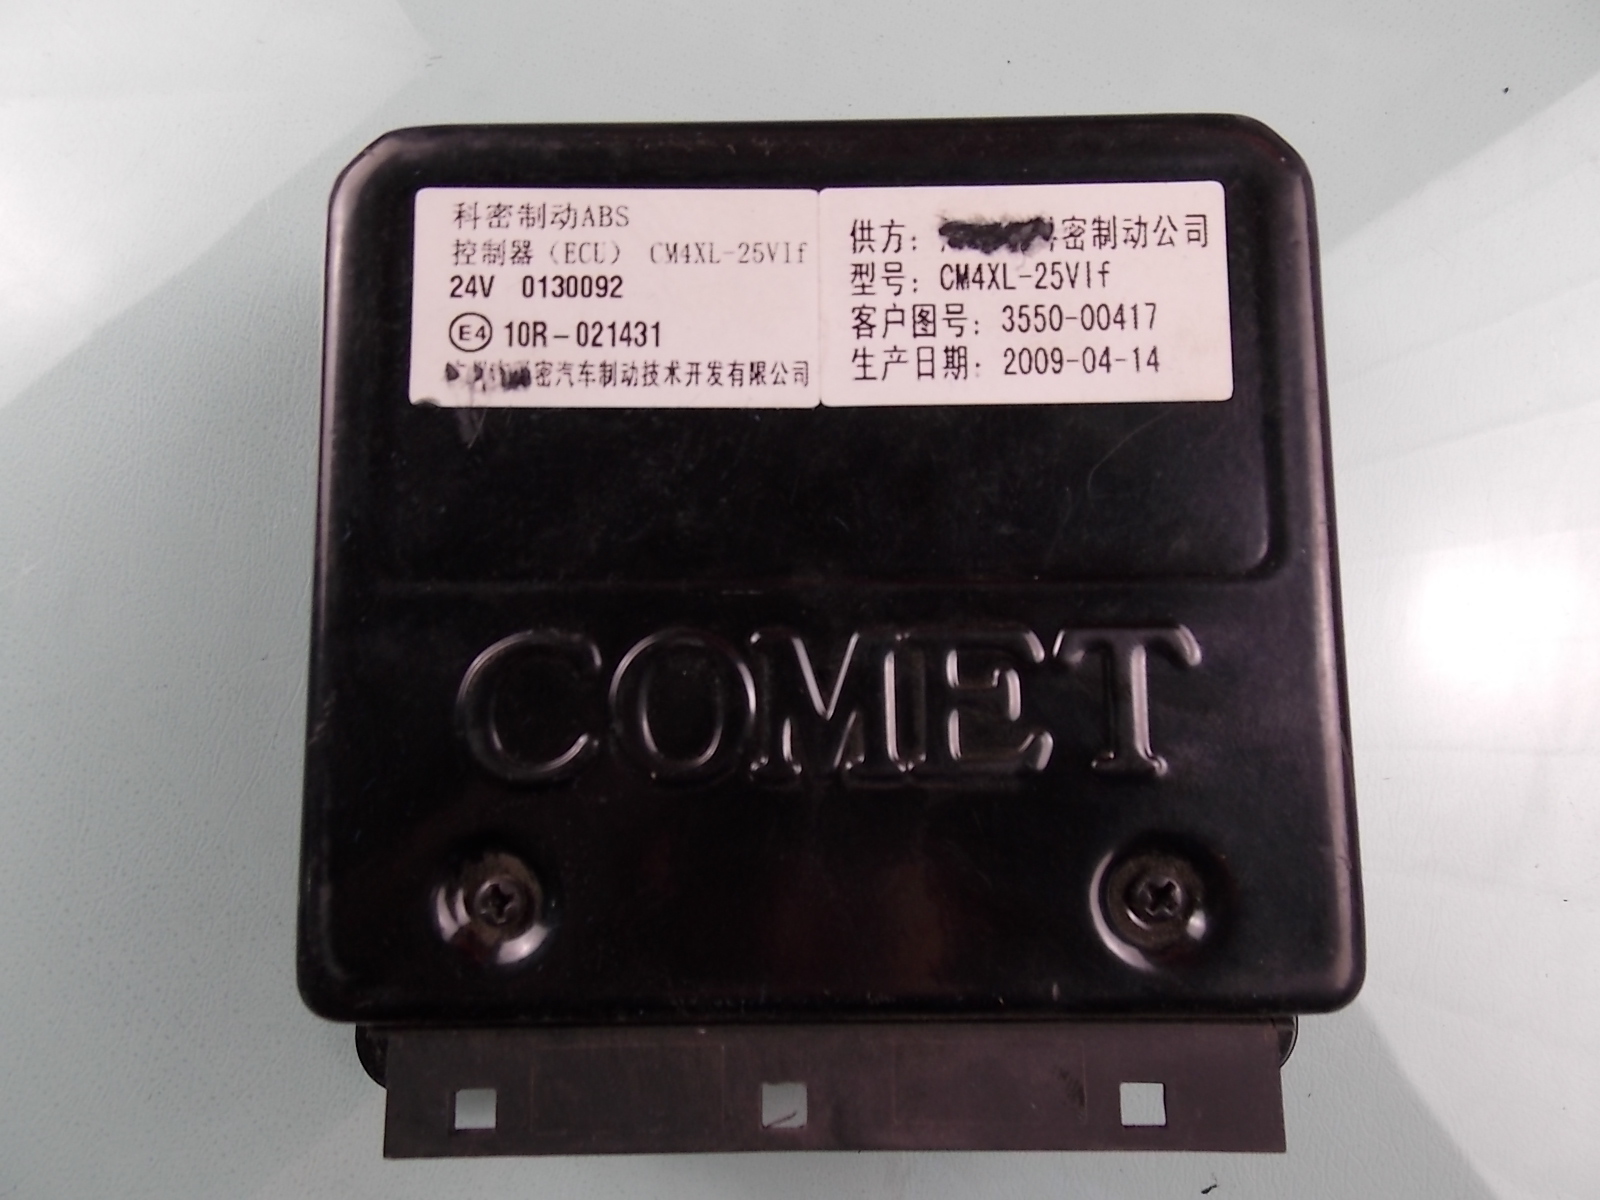 科密制动ABS
控制器（ECU） CM4XL-25VIf
24V 0130092
E4 10R-021431
密汽车制动技术开发有限公司
供方: 密制动公司
型号: CM4XL-25VIf
客户图号: 3550-00417
生产日期: 2009-04-14
COMET